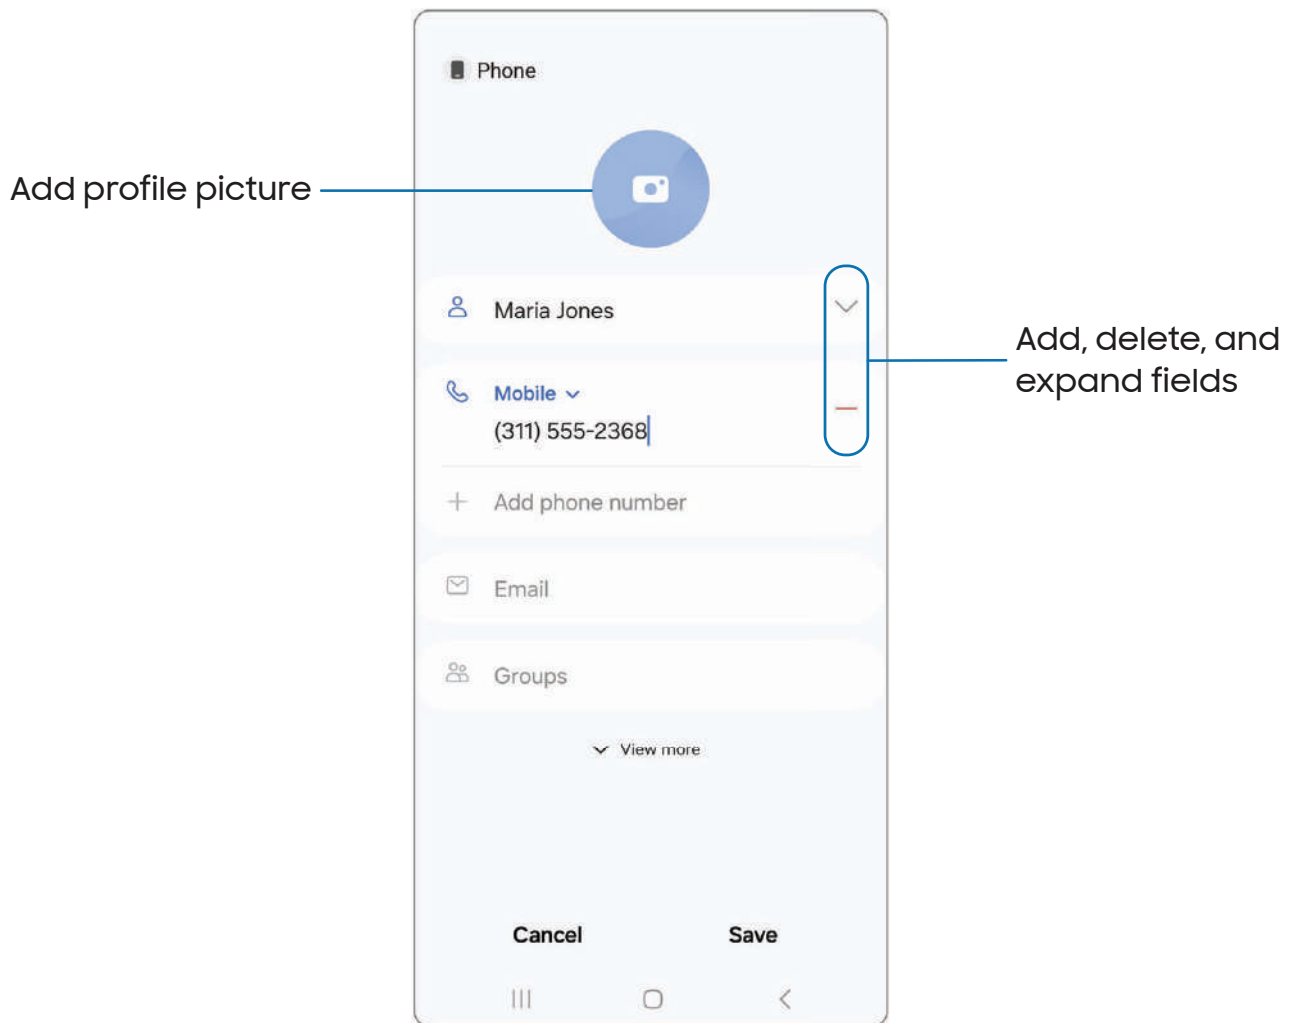 Phone
Add profile picture
Maria Jones
Add, delete, and
expand fields
Mobile
(311) 555-2368
Add phone number
Email
Groups
View more
Cancel
Save